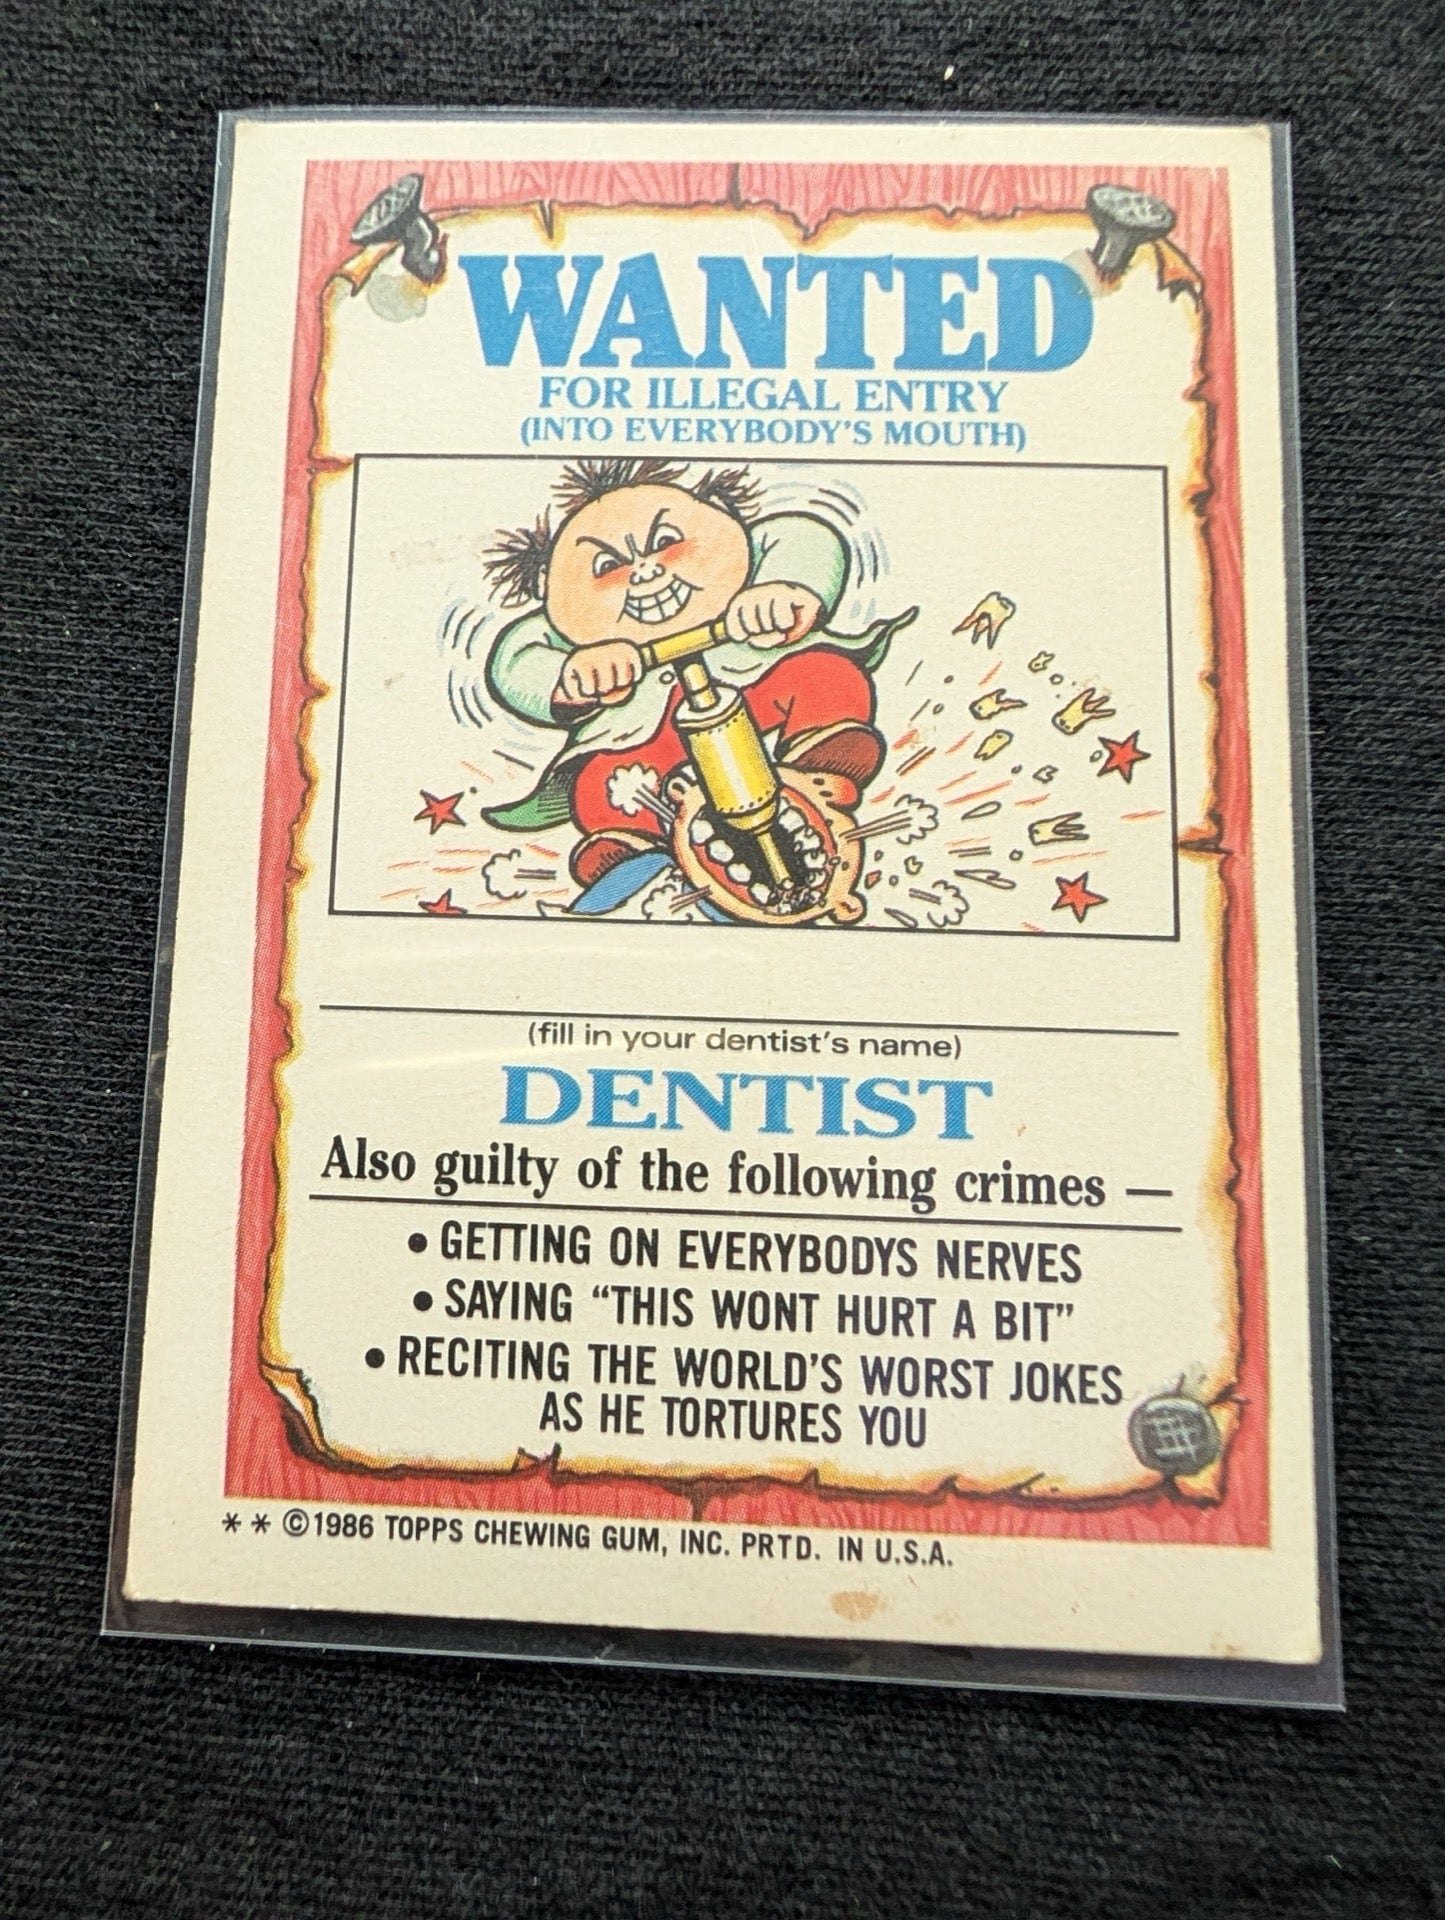 WANTED
FOR ILLEGAL ENTRY
(INTO EVERYBODY'S MOUTH)
(fill in your dentist's name)
DENTIST
Also guilty of the following crimes —
• GETTING ON EVERYBODYS NERVES
• SAYING “THIS WONT HURT A BIT”
• RECITING THE WORLD'S WORST JOKES
AS HE TORTURES YOU
* * ©1986 TOPPS CHEWING GUM, INC. PRTD. IN U.S.A.